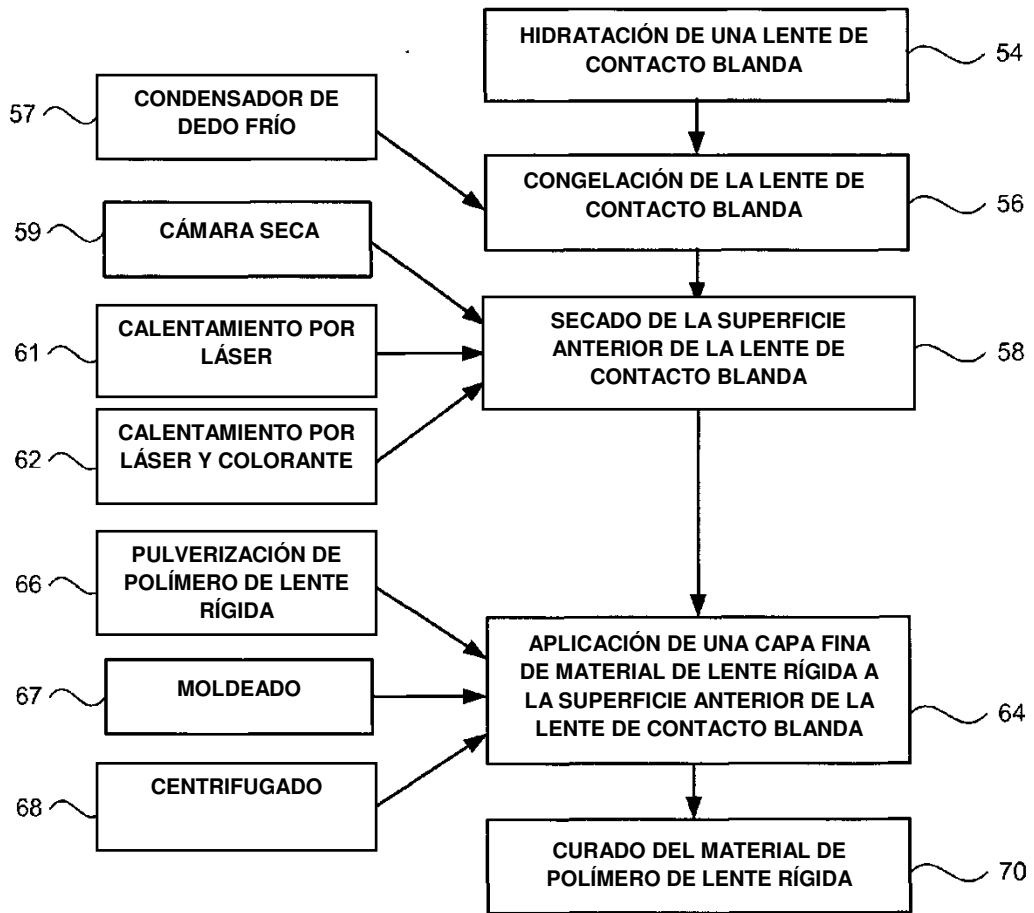 HIDRATACIÓN DE UNA LENTE DE
CONTACTO BLANDA
54
57
CONDENSADOR DE
DEDO FRÍO
CONGELACIÓN DE LA LENTE DE
CONTACTO BLANDA
56
59
CÁMARA SECA
61
CALENTAMIENTO POR
LÁSER
SECADO DE LA SUPERFICIE
ANTERIOR DE LA LENTE DE
CONTACTO BLANDA
58
62
CALENTAMIENTO POR
LÁSER Y COLORANTE
66
PULVERIZACIÓN DE
POLÍMERO DE LENTE
RÍGIDA
67
MOLDEADO
APLICACIÓN DE UNA CAPA FINA
DE MATERIAL DE LENTE RÍGIDA A
LA SUPERFICIE ANTERIOR DE LA
LENTE DE CONTACTO BLANDA
64
68
CENTRIFUGADO
CURADO DEL MATERIAL DE
POLÍMERO DE LENTE RÍGIDA
70